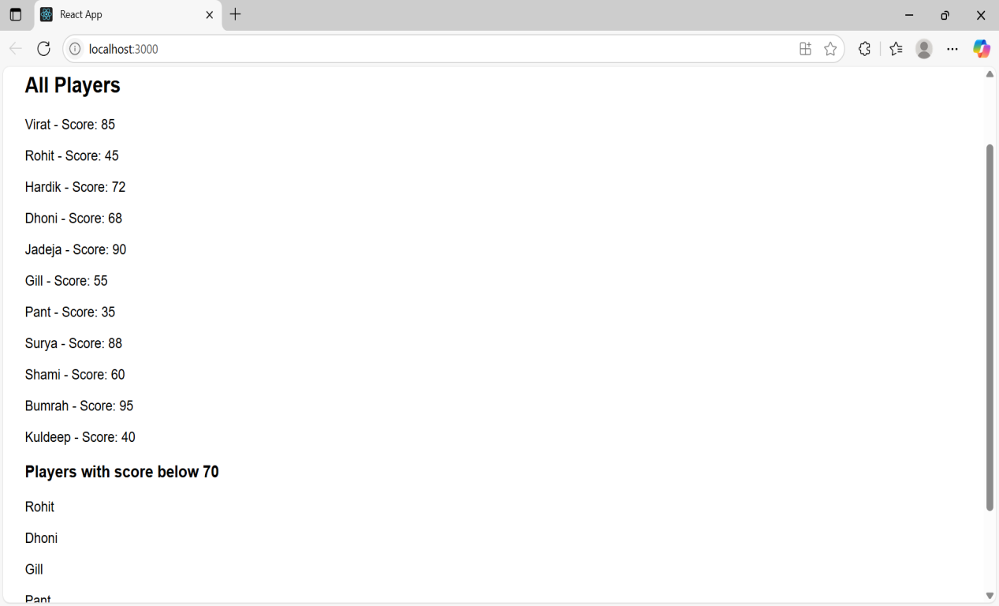 React App
localhost:3000
All Players
Virat - Score: 85
Rohit - Score: 45
Hardik - Score: 72
Dhoni - Score: 68
Jadeja - Score: 90
Gill - Score: 55
Pant - Score: 35
Surya - Score: 88
Shami - Score: 60
Bumrah - Score: 95
Kuldeep - Score: 40
Players with score below 70
Rohit
Dhoni
Gill
Pant